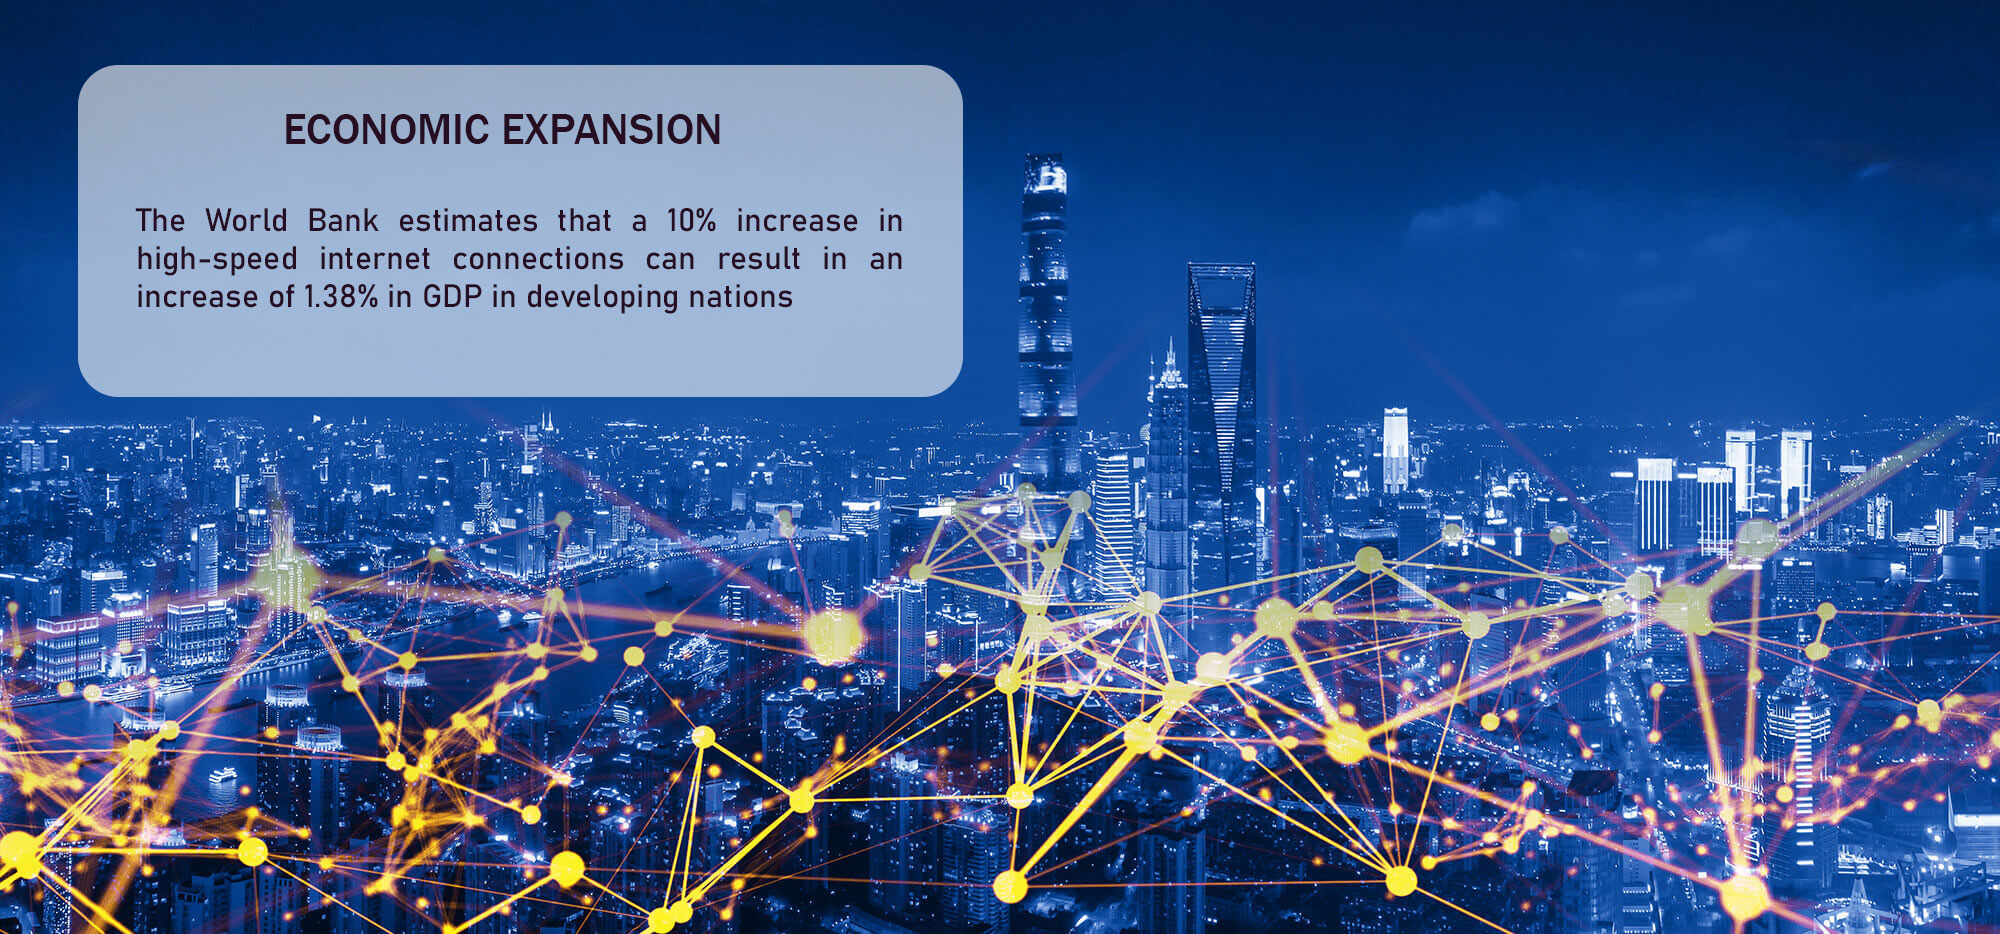 ECONOMIC EXPANSION
The World Bank estimates that a 10% increase in
high-speed internet connections can result in an
increase of 1.38% in GDP in developing nations